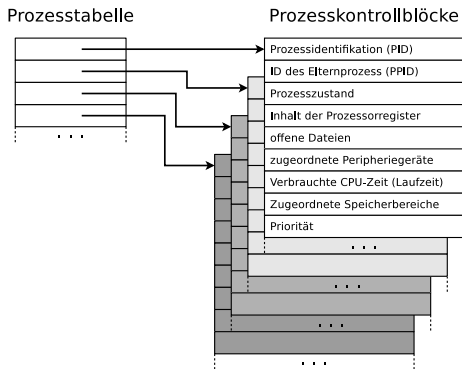 Prozesstabelle
Prozesskontrollblöcke
Prozessidentifikation (PID)
ID des Elternprozess (PPID)
Prozesszustand
Inhalt der Prozessorregister
offene Dateien
zugeordnete Peripheriegeräte
Verbrauchte CPU-Zeit (Laufzeit)
Zugeordnete Speicherbereiche
Priorität
. . .
. . .
. . .
. . .
. . .